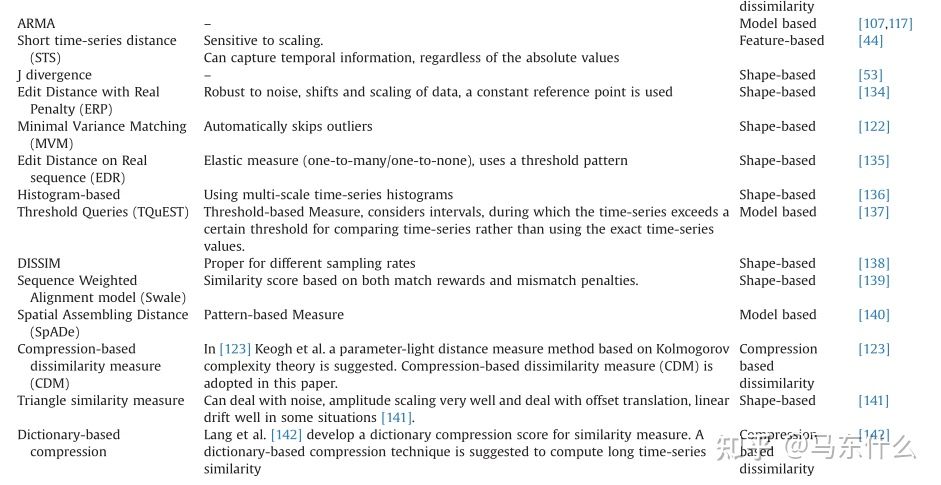 dissimilarity
ARMA – Model based [107,117]
Short time-series distance Sensitive to scaling. Feature-based [44]
(STS) Can capture temporal information, regardless of the absolute values
J divergence – Shape-based [53]
Edit Distance with Real Robust to noise, shifts and scaling of data, a constant reference point is used Shape-based [134]
Penalty (ERP)
Minimal Variance Matching Automatically skips outliers Shape-based [122]
(MVM)
Edit Distance on Real Elastic measure (one-to-many/one-to-none), uses a threshold pattern Shape-based [135]
sequence (EDR)
Histogram-based Using multi-scale time-series histograms Shape-based [136]
Threshold Queries (TQuEST) Threshold-based Measure, considers intervals, during which the time-series exceeds a Model based [137]
certain threshold for comparing time-series rather than using the exact time-series
values.
DISSIM Proper for different sampling rates Shape-based [138]
Sequence Weighted Similarity score based on both match rewards and mismatch penalties. Shape-based [139]
Alignment model (Swale)
Spatial Assembling Distance Pattern-based Measure Model based [140]
(SpADe)
Compression-based In [123] Keogh et al. a parameter-light distance measure method based on Kolmogorov Compression [123]
dissimilarity measure complexity theory is suggested. Compression-based dissimilarity measure (CDM) is based
(CDM) adopted in this paper. dissimilarity
Triangle similarity measure Can deal with noise, amplitude scaling very well and deal with offset translation, linear Shape-based [141]
drift well in some situations [141].
Dictionary-based Lang et al. [142] develop a dictionary compression score for similarity measure. A Compression [142]
compression dictionary-based compression technique is suggested to compute long time-series based
similarity dissimilarity
知乎 @马东什么